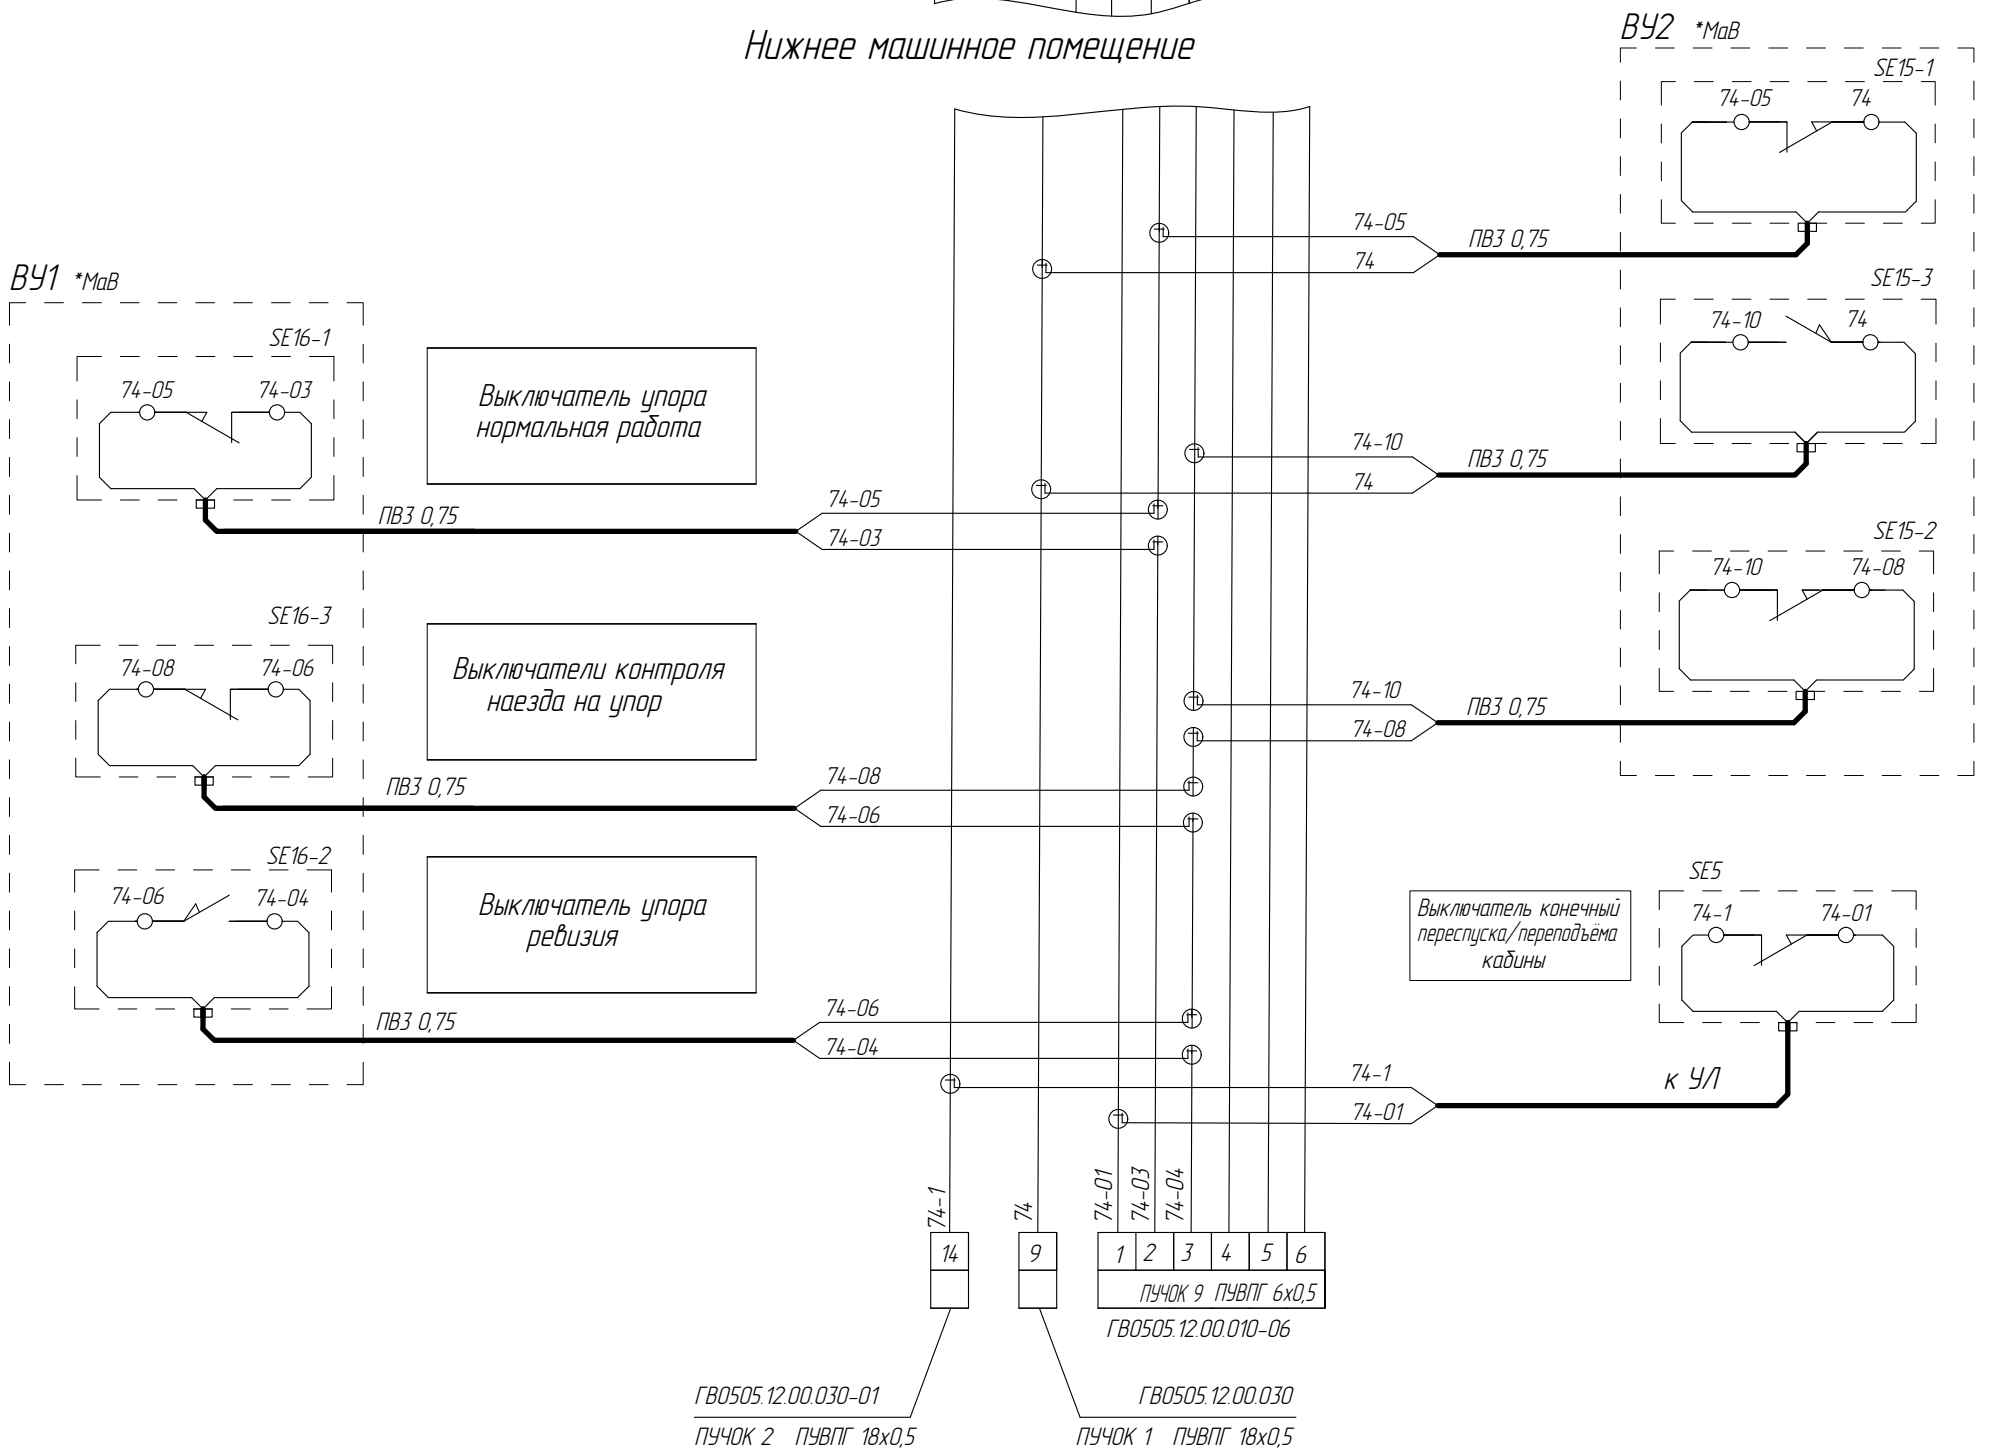 Нижнее машинное помещение
ВУ2 *МаВ
SE15-1
74-05 74
74-05
74
ПВ3 0,75
ВУ1 *МаВ
SE15-3
74-10 74
SE16-1
74-05 74-03
Выключатель упора
нормальная работа
74-10
74
ПВ3 0,75
74-05
74-03
ПВ3 0,75
SE15-2
74-10 74-08
SE16-3
74-08 74-06
Выключатели контроля
наезда на упор
74-10
74-08
ПВ3 0,75
74-08
74-06
ПВ3 0,75
SE16-2
74-06 74-04
Выключатель упора
ревизия
Выключатель конечный
переспуска/переподъёма
кабины
SE5
74-1 74-01
74-06
74-04
ПВ3 0,75
74-1
74-01
к УЛ
74-1
74
74-01
74-03
74-04
14 9 1 2 3 4 5 6
ПУЧОК 9 ПУВПГ 6х0,5
ГВ0505.12.00.010-06
ГВ0505.12.00.030-01
ПУЧОК 2 ПУВПГ 18х0,5
ГВ0505.12.00.030
ПУЧОК 1 ПУВПГ 18х0,5